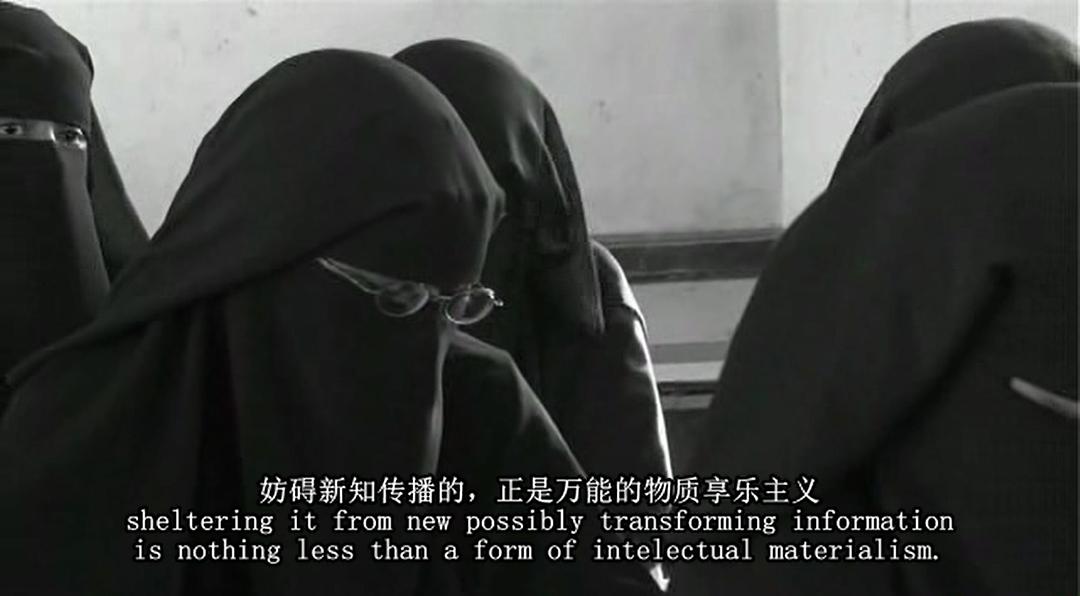 妨碍新知传播的，正是万能的物质享乐主义
sheltering it from new possibly transforming information
is nothing less than a form of intelectual materialism.